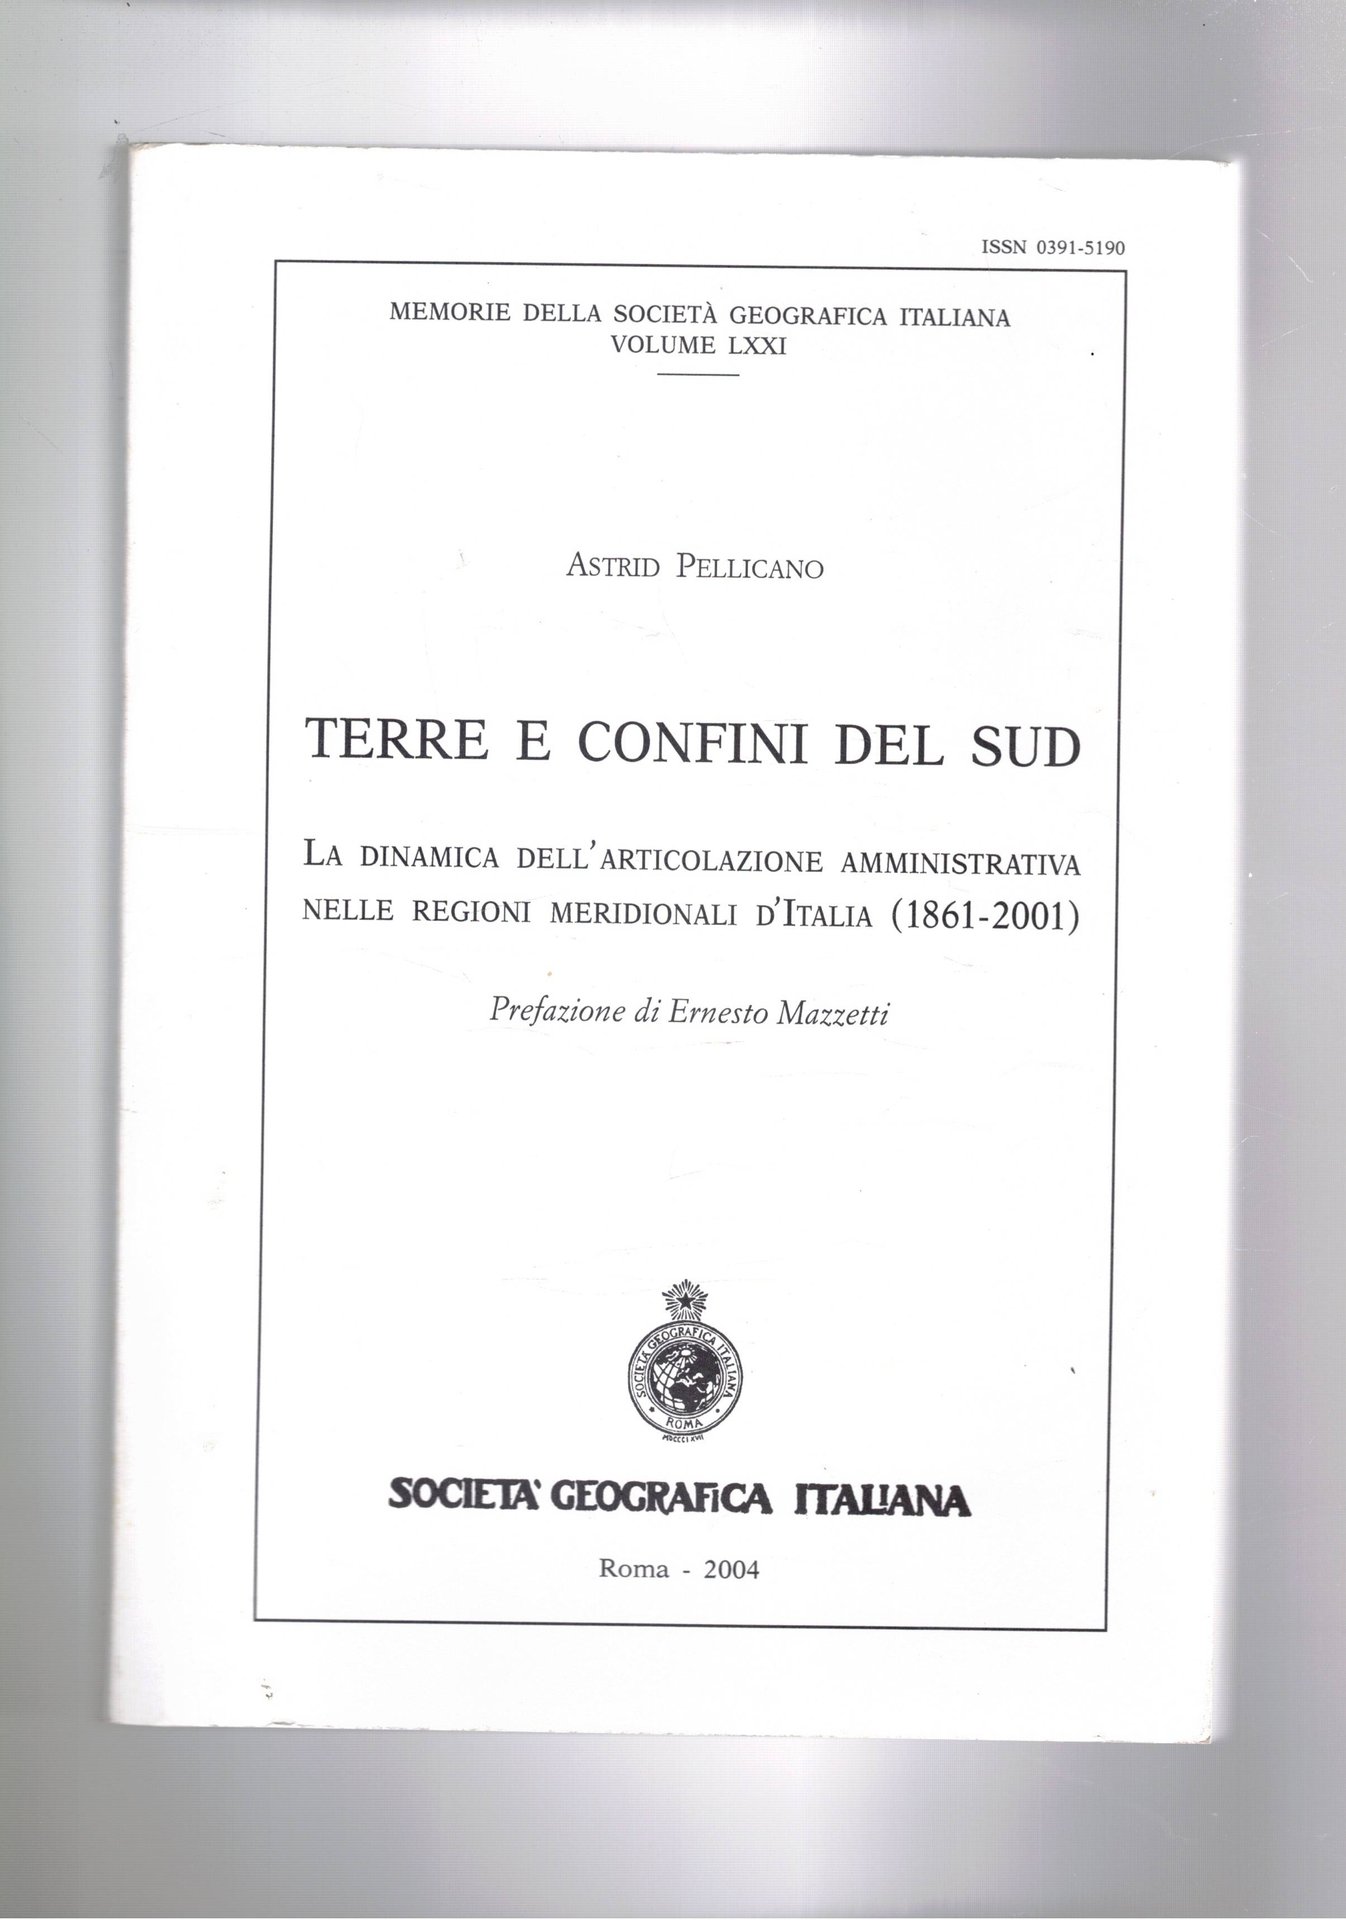 ISSN 0391-5190
MEMORIE DELLA SOCIETÀ GEOGRAFICA ITALIANA
VOLUME LXXI
ASTRID PELLICANO
TERRE E CONFINI DEL SUD
LA DINAMICA DELL'ARTICOLAZIONE AMMINISTRATIVA
NELLE REGIONI MERIDIONALI D'ITALIA (1861-2001)
Prefazione di Ernesto Mazzetti
SOCIETÀ GEOGRAFICA ITALIANA
ROMA
SOCIETA' GEOGRAFICA ITALIANA
Roma - 2004